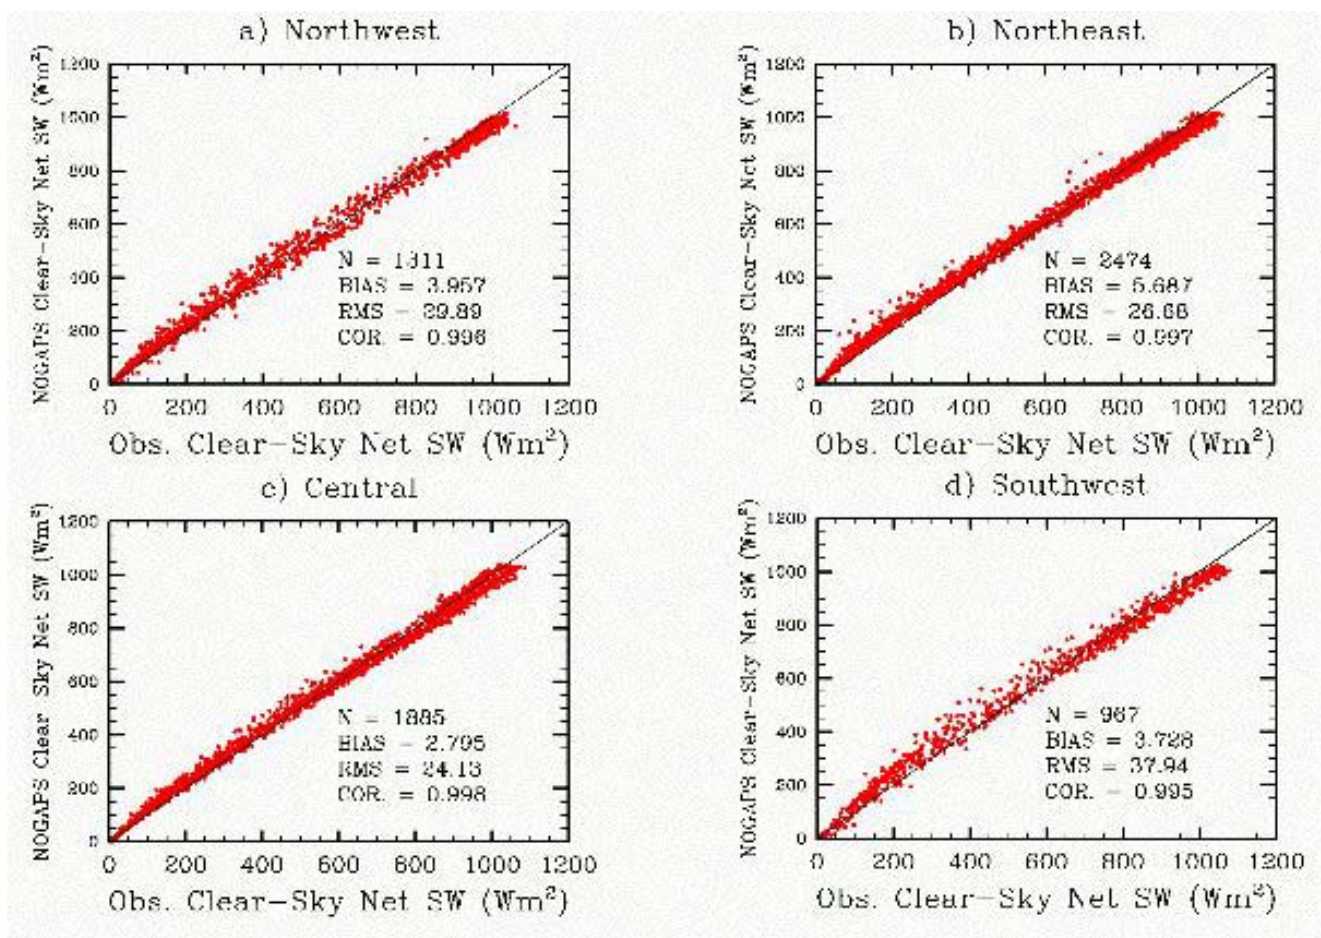 a) Northwest
NOGAPS Clear-Sky Net SW (Wm²)
1200
1000
800
600
400
200
0
N = 1311
BIAS = 3.957
RMS = 29.89
COR. = 0.996
0 200 400 600 800 1000 1200
Obs. Clear-Sky Net SW (Wm²)
b) Northeast
NOGAPS Clear-Sky Net SW (Wm²)
1200
1000
800
600
400
200
0
N = 2474
BIAS = 5.687
RMS = 26.68
COR. = 0.997
0 200 400 600 800 1000 1200
Obs. Clear-Sky Net SW (Wm²)
c) Central
NOGAPS Clear Sky Net SW (Wm²)
1200
1000
800
600
400
200
0
N = 1885
BIAS = 2.795
RMS = 24.13
COR. = 0.998
0 200 400 600 800 1000 1200
Obs. Clear-Sky Net SW (Wm²)
d) Southwest
NOGAPS Clear-Sky Net SW (Wm²)
1200
1000
800
600
400
200
0
N = 967
BIAS = 3.728
RMS = 37.94
COR. = 0.995
0 200 400 600 800 1000 1200
Obs. Clear-Sky Net SW (Wm²)